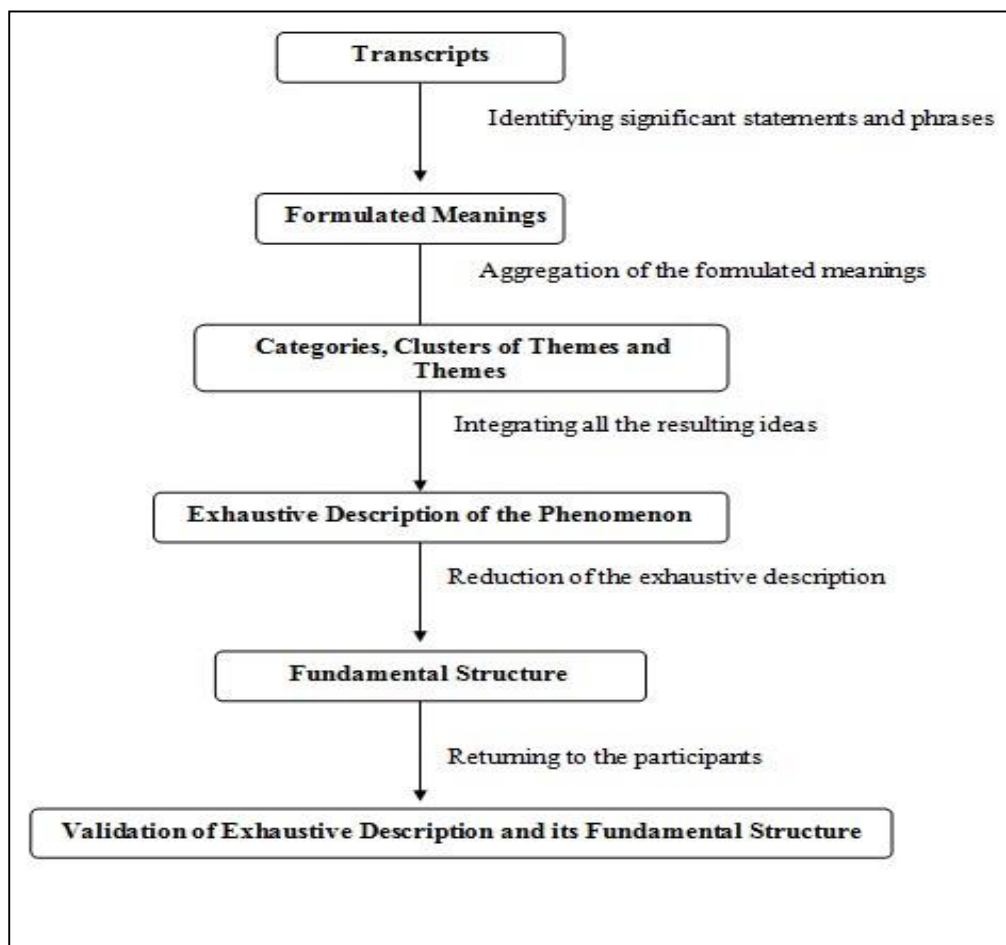 Transcripts
Identifying significant statements and phrases
Formulated Meanings
Aggregation of the formulated meanings
Categories, Clusters of Themes and
Themes
Integrating all the resulting ideas
Exhaustive Description of the Phenomenon
Reduction of the exhaustive description
Fundamental Structure
Returning to the participants
Validation of Exhaustive Description and its Fundamental Structure